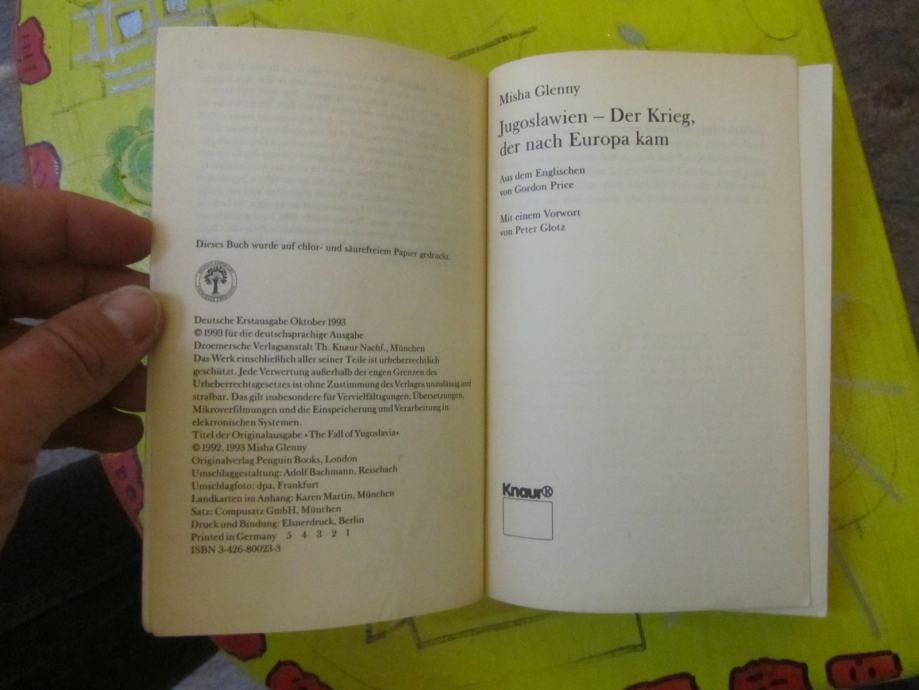 Dieses Buch wurde auf chlor- und säurefreiem Papier gedruckt.
Deutsche Erstausgabe Oktober 1993
© 1993 für die deutschsprachige Ausgabe
Droemersche Verlagsanstalt Th. Knaur Nachf., München
Das Werk einschließlich aller seiner Teile ist urheberrechtlich
geschützt. Jede Verwertung außerhalb der engen Grenzen des
Urheberrechtsgesetzes ist ohne Zustimmung des Verlages unzulässig und
strafbar. Das gilt insbesondere für Vervielfältigungen, Übersetzungen,
Mikroverfilmungen und die Einspeicherung und Verarbeitung in
elektronischen Systemen.
Titel der Originalausgabe »The Fall of Yugoslavia«
© 1992, 1993 Misha Glenny
Originalverlag Penguin Books, London
Umschlaggestaltung: Adolf Bachmann, Reischach
Umschlagfoto: dpa, Frankfurt
Landkarten im Anhang: Karen Martin, München
Satz: Compusatz GmbH, München
Druck und Bindung: Elsnerdruck, Berlin
Printed in Germany 5 4 3 2 1
ISBN 3-426-80023-3
Misha Glenny
Jugoslawien – Der Krieg,
der nach Europa kam
Aus dem Englischen
von Gordon Price
Mit einem Vorwort
von Peter Glotz
Knaur®